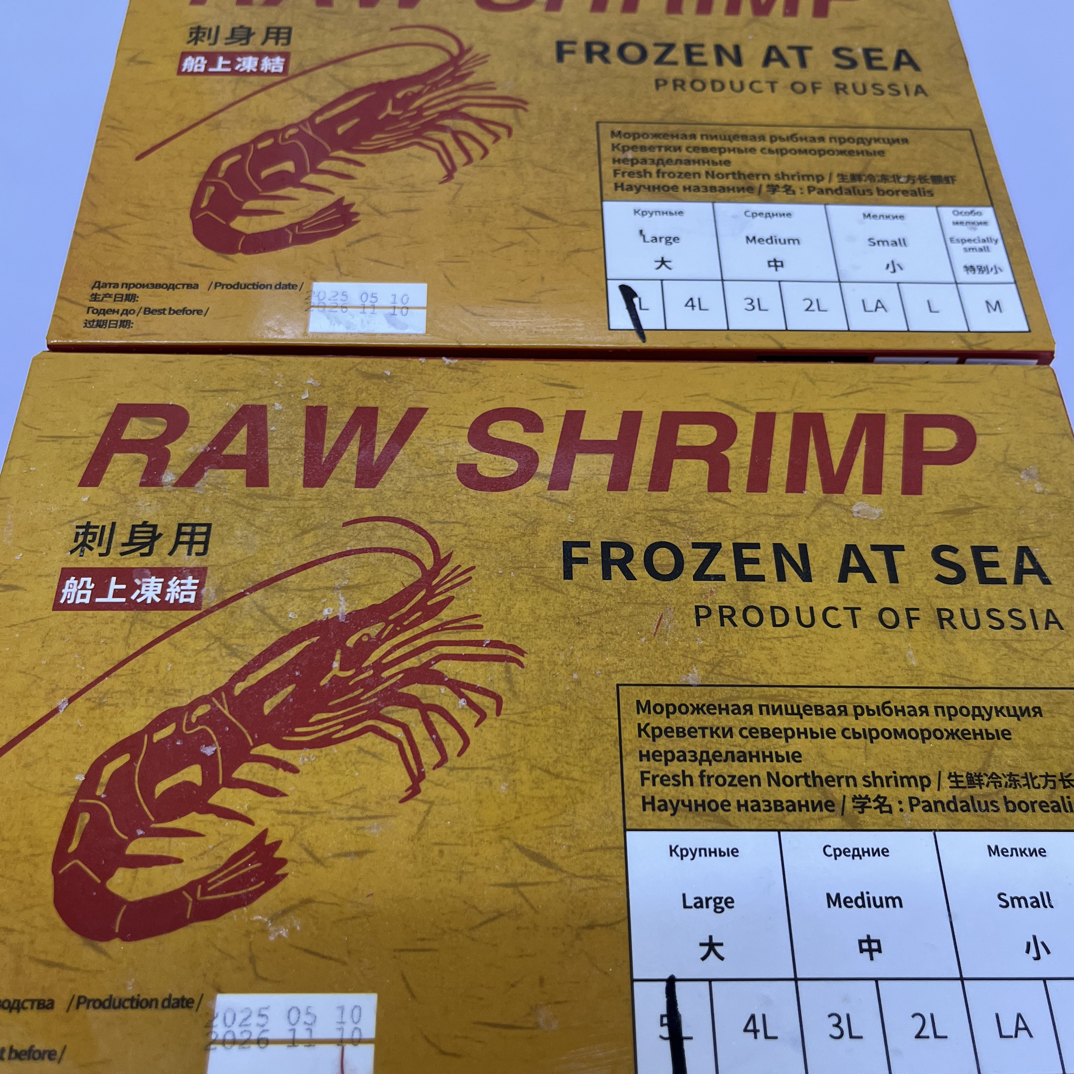 RAW SHRIMP
刺身用
船上凍結
FROZEN AT SEA
PRODUCT OF RUSSIA
Мороженая пищевая рыбная продукция
Креветки северные сыромороженые
неразделанные
Fresh frozen Northern shrimp / 生鲜冷冻北方长额虾
Научное название / 学名 : Pandalus borealis
Крупные Средние Мелкие Особо мелкие
Large Medium Small Especially small
大 中 小 特别小
L 4L 3L 2L LA L M
Дата производства / Production date /
生产日期:
Годен до / Best before /
过期日期:
2025 05 10
2026 11 10
RAW SHRIMP
刺身用
船上凍結
FROZEN AT SEA
PRODUCT OF RUSSIA
Мороженая пищевая рыбная продукция
Креветки северные сыромороженые
неразделанные
Fresh frozen Northern shrimp / 生鲜冷冻北方长
Научное название / 学名 : Pandalus boreali
Крупные Средние Мелкие
Large Medium Small
大 中 小
5L 4L 3L 2L LA
водства / Production date /
t before /
2025 05 10
2026 11 10